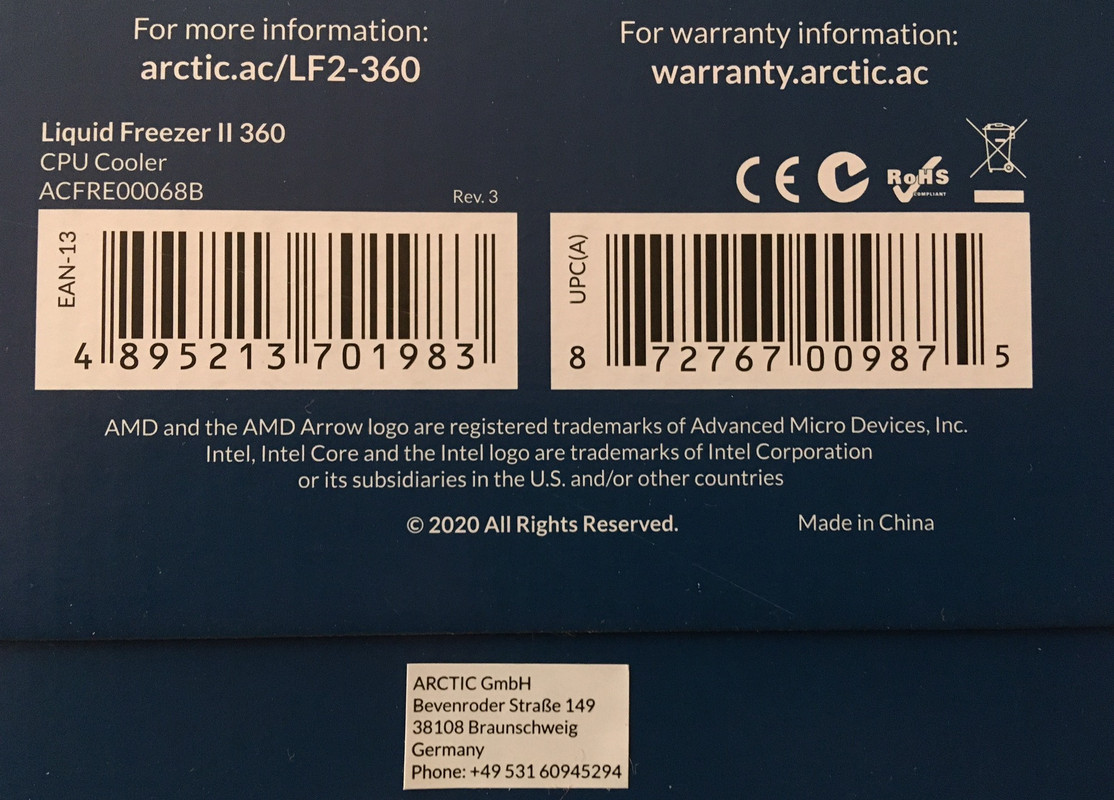 For more information:
arctic.ac/LF2-360
For warranty information:
warranty.arctic.ac
Liquid Freezer II 360
CPU Cooler
ACFRE00068B
Rev. 3
CE
RoHS
COMPLIANT
EAN-13
4 895213 701983
UPC(A)
8 72767 00987 5
AMD and the AMD Arrow logo are registered trademarks of Advanced Micro Devices, Inc.
Intel, Intel Core and the Intel logo are trademarks of Intel Corporation
or its subsidiaries in the U.S. and/or other countries
© 2020 All Rights Reserved.
Made in China
ARCTIC GmbH
Bevenroder Straße 149
38108 Braunschweig
Germany
Phone: +49 531 60945294